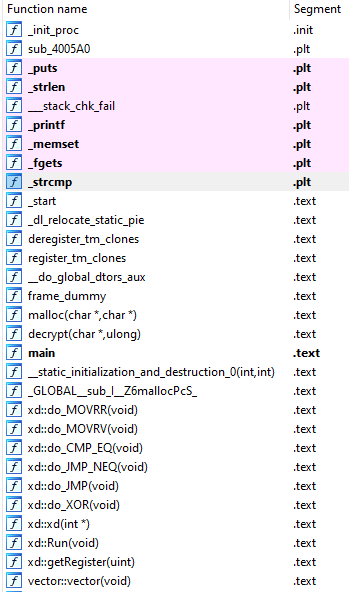 Function name Segment
f _init_proc .init
f sub_4005A0 .plt
f _puts .plt
f _strlen .plt
f ___stack_chk_fail .plt
f _printf .plt
f _memset .plt
f _fgets .plt
f _strcmp .plt
f _start .text
f _dl_relocate_static_pie .text
f deregister_tm_clones .text
f register_tm_clones .text
f __do_global_dtors_aux .text
f frame_dummy .text
f malloc(char *,char *) .text
f decrypt(char *,ulong) .text
f main .text
f __static_initialization_and_destruction_0(int,int) .text
f _GLOBAL__sub_I__Z6mallocPcS_ .text
f xd::do_MOVRR(void) .text
f xd::do_MOVRV(void) .text
f xd::do_CMP_EQ(void) .text
f xd::do_JMP_NEQ(void) .text
f xd::do_JMP(void) .text
f xd::do_XOR(void) .text
f xd::xd(int *) .text
f xd::Run(void) .text
f xd::getRegister(uint) .text
f vector::vector(void) .text